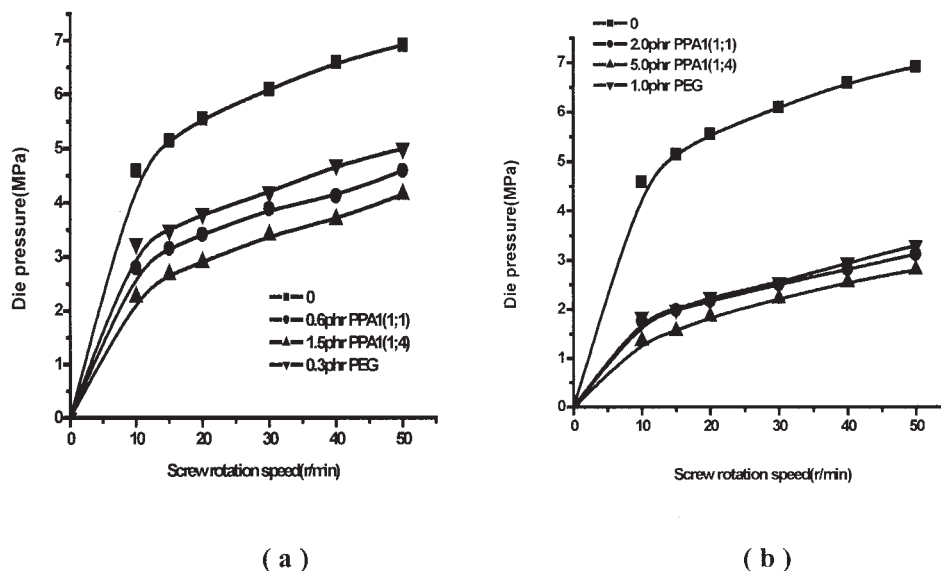 7
6
5
4
3
2
1
0
Die pressure(MPa)
0
0.6phr PPA1(1;1)
1.5phr PPA1(1;4)
0.3phr PEG
0 10 20 30 40 50
Screw rotation speed(r/min)
( a )
0
2.0phr PPA1(1;1)
5.0phr PPA1(1;4)
1.0phr PEG
7
6
5
4
3
2
1
0
Die pressure(MPa)
0 10 20 30 40 50
Screw rotation speed(r/min)
( b )